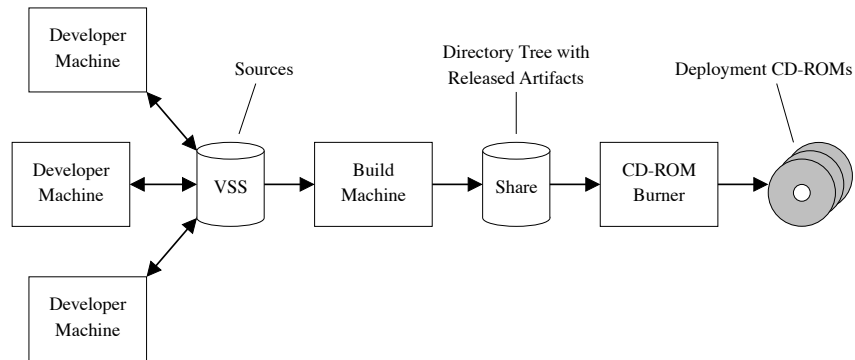 Developer
Machine
Sources
Directory Tree with
Released Artifacts
Deployment CD-ROMs
Developer
Machine
VSS
Build
Machine
Share
CD-ROM
Burner
Developer
Machine